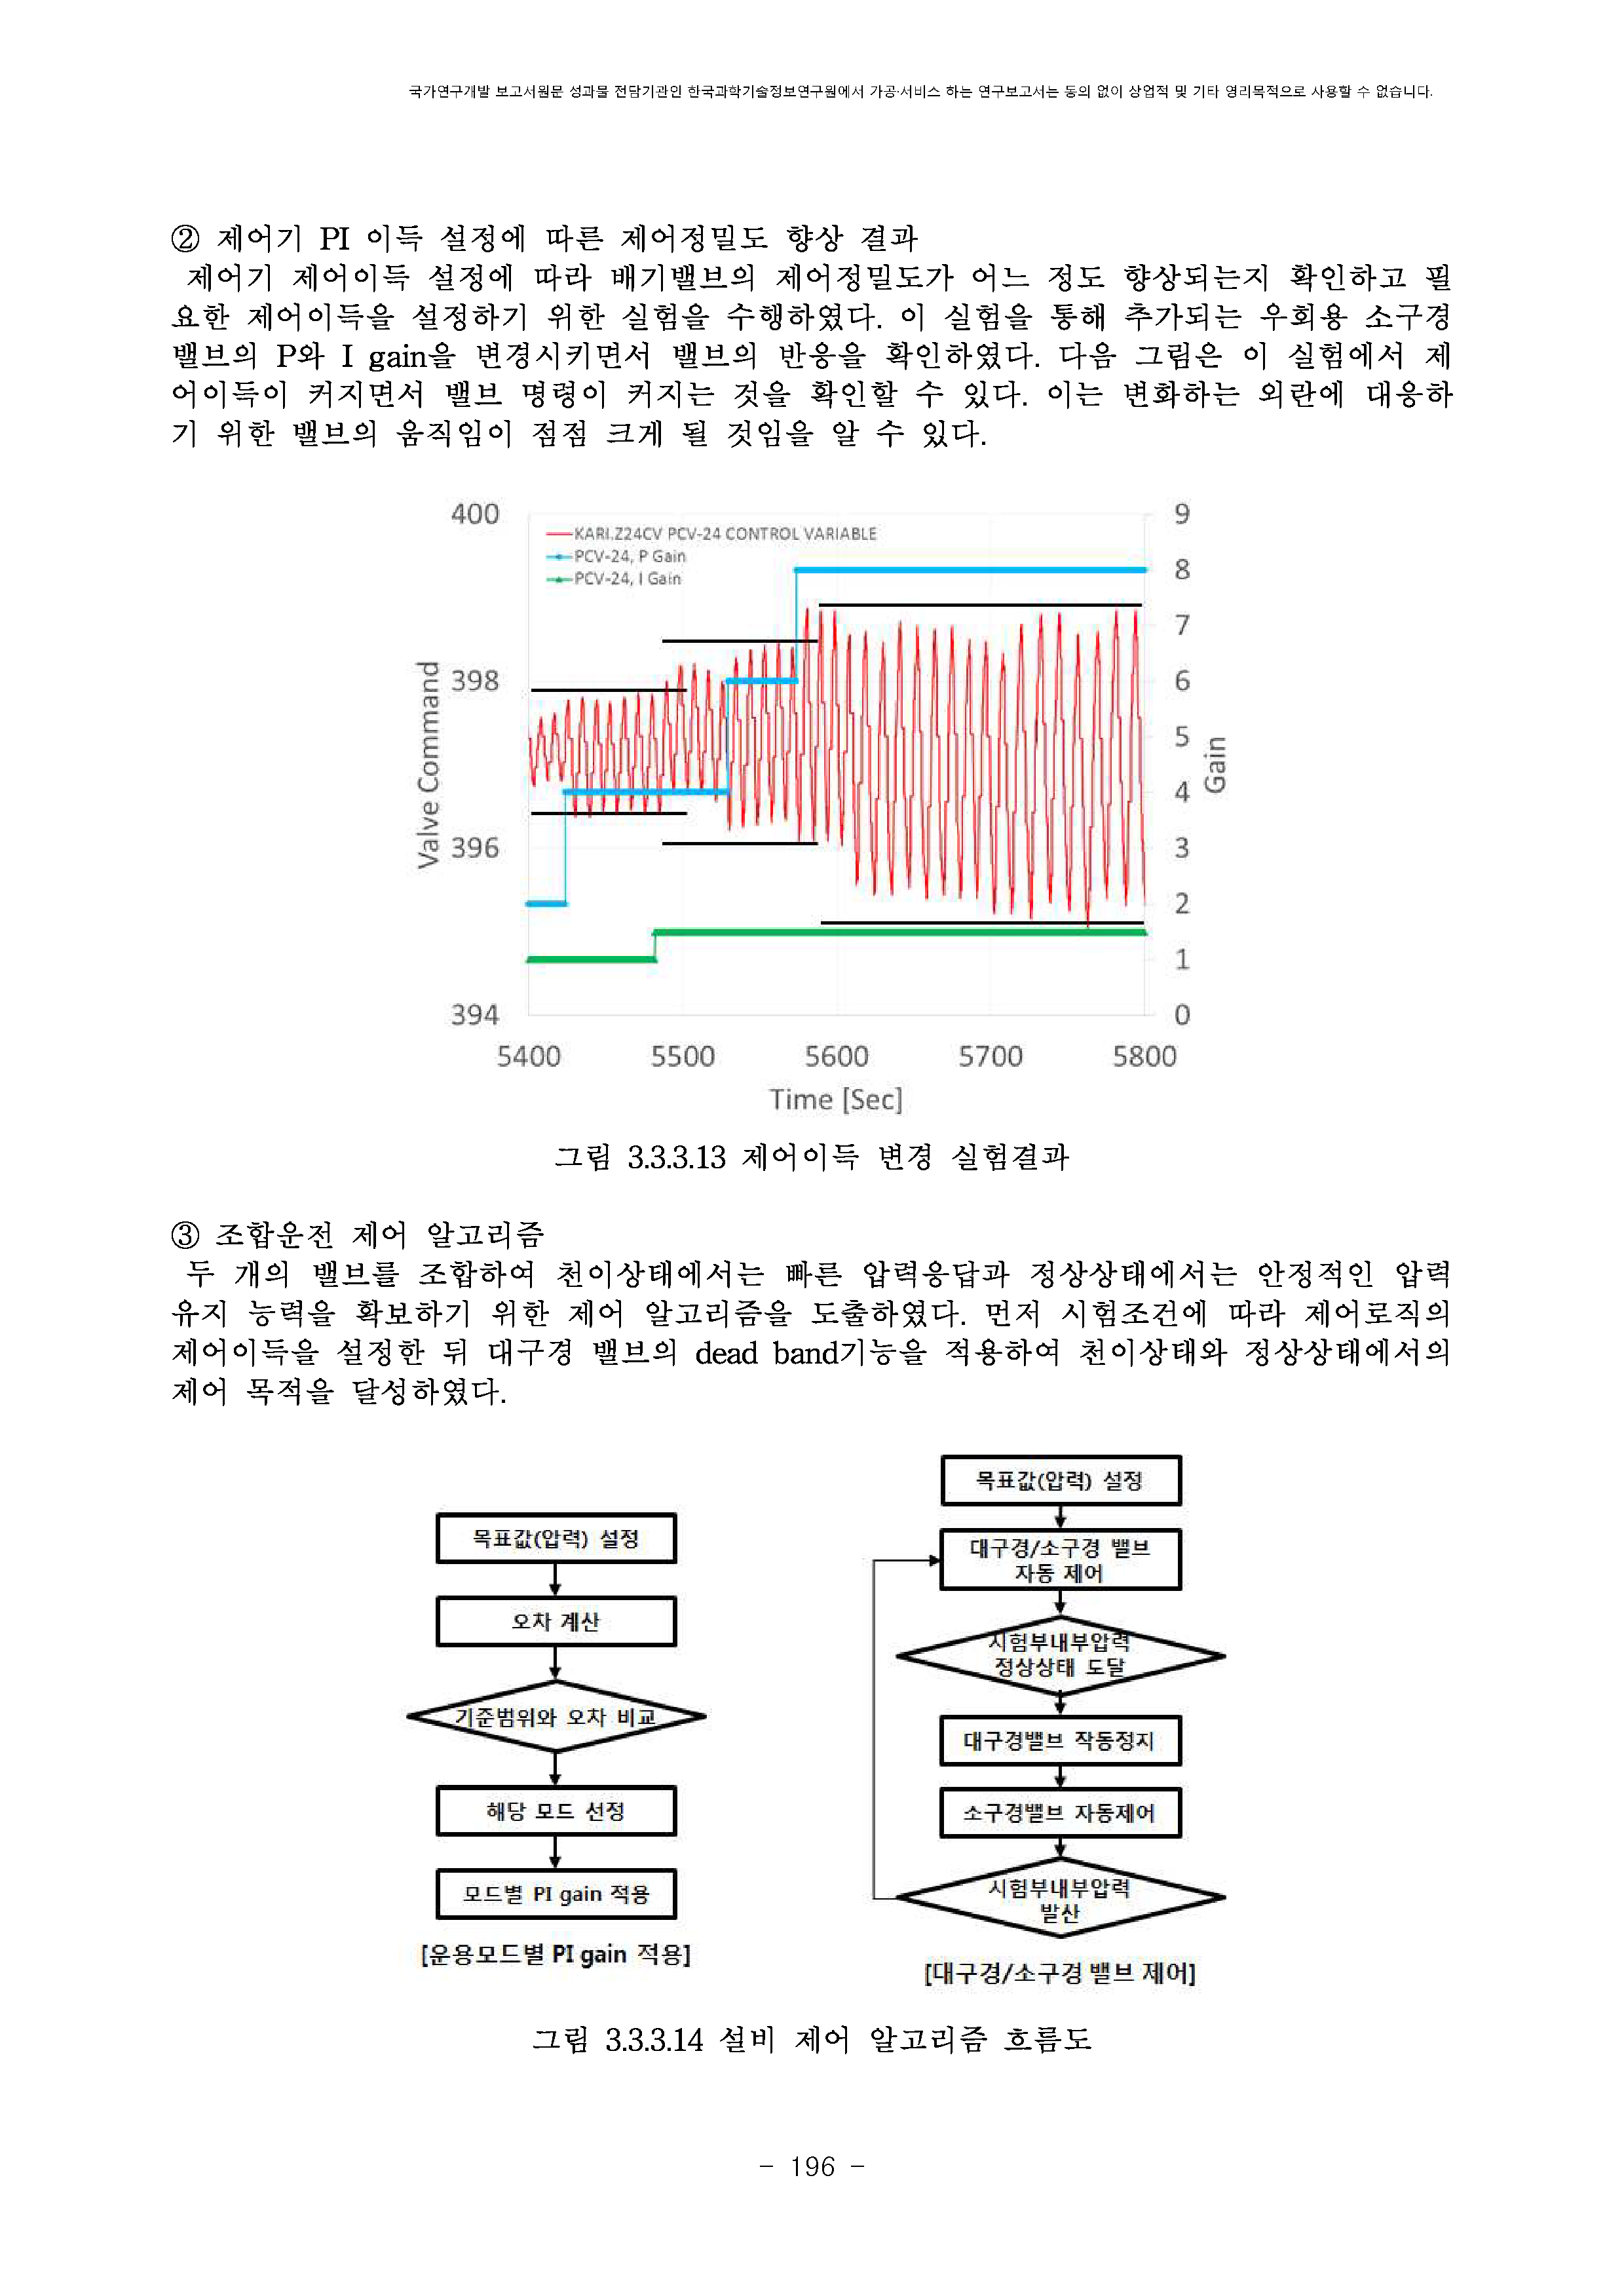 국가연구개발 보고서원문 성과물 전담기관인 한국과학기술정보연구원에서 가공·서비스 하는 연구보고서는 동의 없이 상업적 및 기타 영리목적으로 사용할 수 없습니다.
② 제어기 PI 이득 설정에 따른 제어정밀도 향상 결과
제어기 제어이득 설정에 따라 배기밸브의 제어정밀도가 어느 정도 향상되는지 확인하고 필
요한 제어이득을 설정하기 위한 실험을 수행하였다. 이 실험을 통해 추가되는 우회용 소구경
밸브의 P와 I gain을 변경시키면서 밸브의 반응을 확인하였다. 다음 그림은 이 실험에서 제
어이득이 커지면서 밸브 명령이 커지는 것을 확인할 수 있다. 이는 변화하는 외란에 대응하
기 위한 밸브의 움직임이 점점 크게 될 것임을 알 수 있다.
400
398
396
394
Valve Command
KARI.Z24CV PCV-24 CONTROL VARIABLE
PCV-24, P Gain
PCV-24, I Gain
9
8
7
6
5
4
3
2
1
0
Gain
5400 5500 5600 5700 5800
Time [Sec]
그림 3.3.3.13 제어이득 변경 실험결과
③ 조합운전 제어 알고리즘
두 개의 밸브를 조합하여 천이상태에서는 빠른 압력응답과 정상상태에서는 안정적인 압력
유지 능력을 확보하기 위한 제어 알고리즘을 도출하였다. 먼저 시험조건에 따라 제어로직의
제어이득을 설정한 뒤 대구경 밸브의 dead band기능을 적용하여 천이상태와 정상상태에서의
제어 목적을 달성하였다.
목표값(압력) 설정
오차 계산
기준범위와 오차 비교
해당 모드 선정
모드별 PI gain 적용
[운용모드별 PI gain 적용]
목표값(압력) 설정
대구경/소구경 밸브
자동 제어
시험부내부압력
정상상태 도달
대구경밸브 작동정지
소구경밸브 자동제어
시험부내부압력
발산
[대구경/소구경 밸브 제어]
그림 3.3.3.14 설비 제어 알고리즘 흐름도
- 196 -